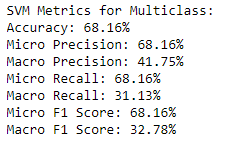 SVM Metrics for Multiclass:
Accuracy: 68.16%
Micro Precision: 68.16%
Macro Precision: 41.75%
Micro Recall: 68.16%
Macro Recall: 31.13%
Micro F1 Score: 68.16%
Macro F1 Score: 32.78%